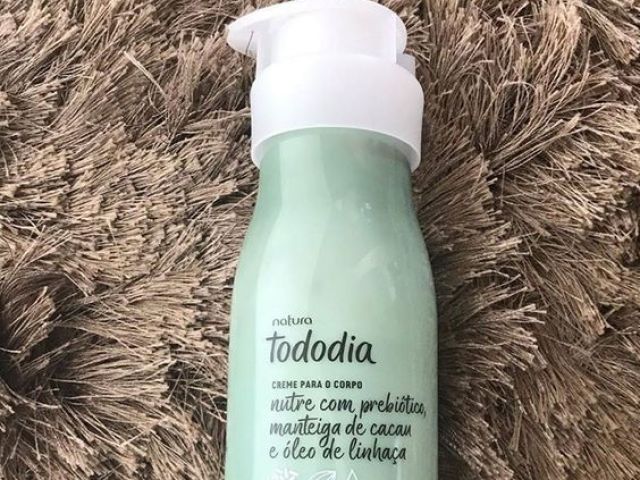 natura
tododia
CREME PARA O CORPO
nutre com prebiótico,
manteiga de cacau
e óleo de linhaça